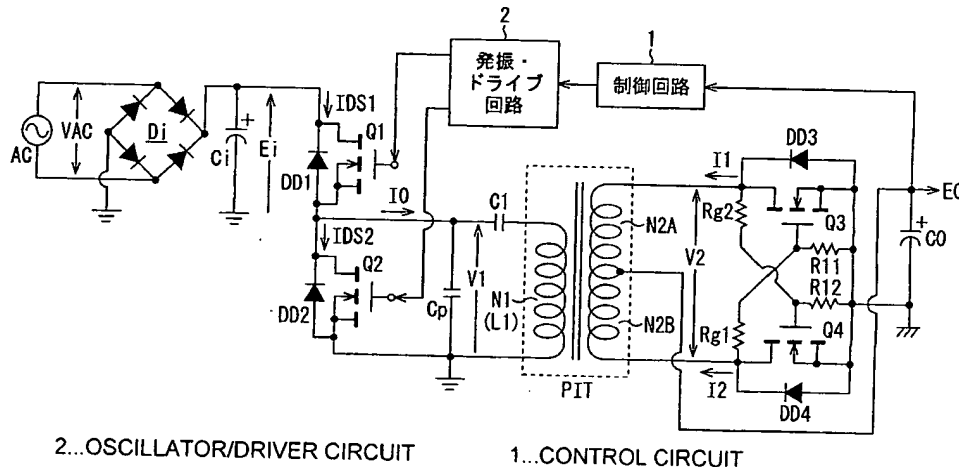 2
発振・
ドライブ
回路
1
制御回路
AC
VAC
Di
Ci
+
Ei
IDS1
Q1
DD1
I0
C1
IDS2
Q2
DD2
Cp
V1
N1
(L1)
N2A
N2B
PIT
V2
I1
DD3
Rg2
Q3
R11
R12
Rg1
Q4
I2
DD4
EO
+
CO
2...OSCILLATOR/DRIVER CIRCUIT
1...CONTROL CIRCUIT